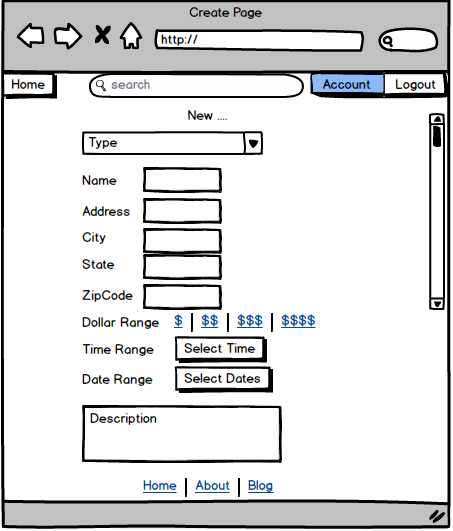 Create Page
http://
Home search Account Logout
New ....
Type
Name
Address
City
State
ZipCode
Dollar Range $ | $$ | $$$ | $$$$
Time Range Select Time
Date Range Select Dates
Description
Home | About | Blog